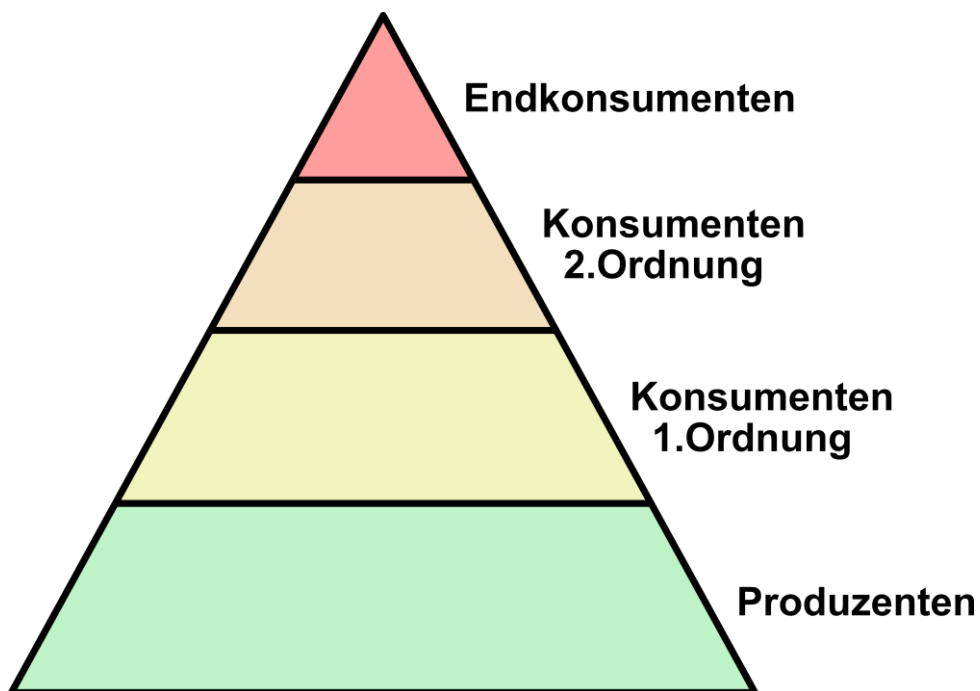 Endkonsumenten
Konsumenten
2.Ordnung
Konsumenten
1.Ordnung
Produzenten